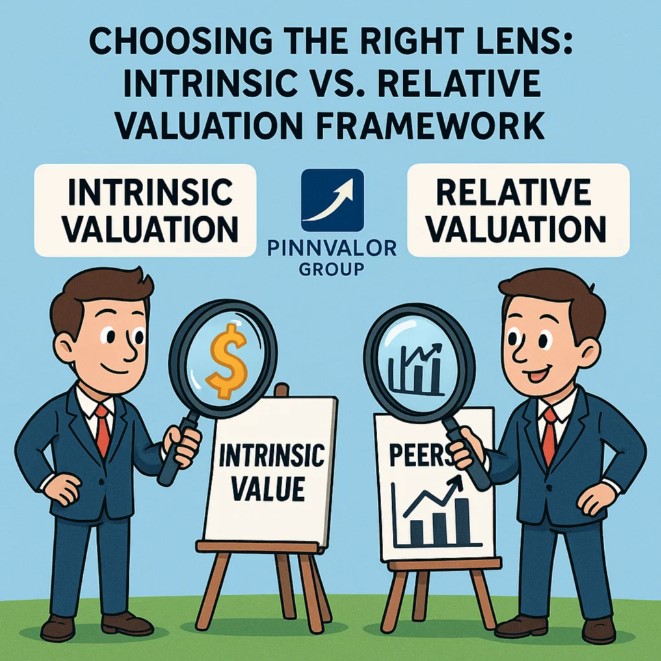 CHOOSING THE RIGHT LENS:
INTRINSIC VS. RELATIVE
VALUATION FRAMEWORK
INTRINSIC
VALUATION
PINNVALOR
GROUP
RELATIVE
VALUATION
INTRINSIC
VALUE
PEERS